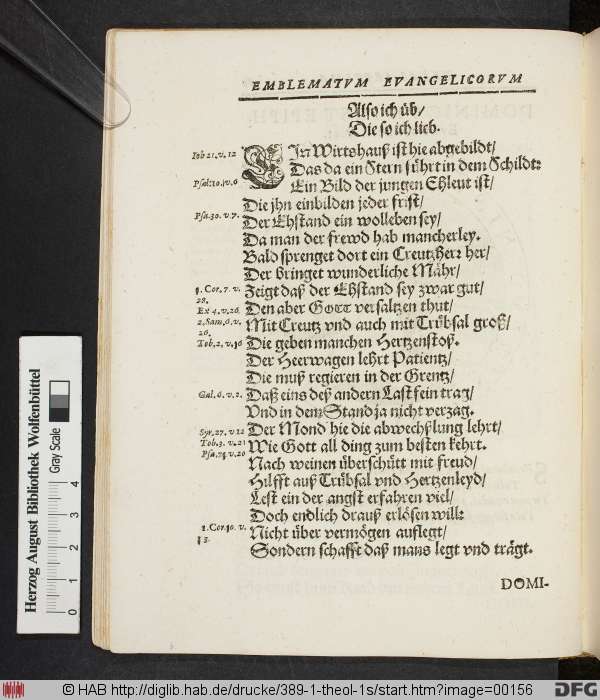 EMBLEMATVM EVANGELICORVM
Also ich üb/
Die so ich lieb.
Iob 21. v. 12
EIn Wirtshauß ist hie abgebildt/
Das da ein Stern führt in dem Schildt:
Psal: 10. v. 6
Ein Bild der jungen Ehleut ist/
Die jhn einbilden jeder frist/
Psa. 30. v. 7.
Der Ehstand ein wolleben sey/
Da man der frewd hab mancherley.
Bald sprenget dort ein Creutzherr her/
Der bringet wunderliche Mähr/
1. Cor. 7. v. 28.
Zeigt daß der Ehstand sey zwar gut/
Ex 4. v. 26
Den aber GOTT versaltzen thut/
2. Sam. 6. v. 26.
Mit Creutz vnd auch mit Trübsal groß/
Tob. 2. v. 16
Die geben manchen Hertzenstoß.
Der Heerwagen lehrt Patientz/
Die muß regieren in der Grentz/
Gal. 6. v. 2.
Daß eins deß andern Last fein trag/
Vnd in dem Stand ja nicht verzag.
Syr. 27. v 12
Der Mond hie die abwechßlung lehrt/
Tob. 3. v. 21
Wie Gott all ding zum besten kehrt.
Psa. 74. v. 20
Nach weinen überschütt mit freud/
Hilfft auß Trübsal vnd Hertzenleyd/
Lest ein der angst erfahren viel/
Doch endlich drauß erlösen will:
1. Cor. 10. v. 13.
Nicht über vermögen auflegt/
Sondern schafft daß mans legt vnd trägt.
DOMI-
Herzog August Bibliothek Wolfenbüttel
Gray Scale
0 1 2 3 4
© HAB http://diglib.hab.de/drucke/389-1-theol-1s/start.htm?image=00156
DFG